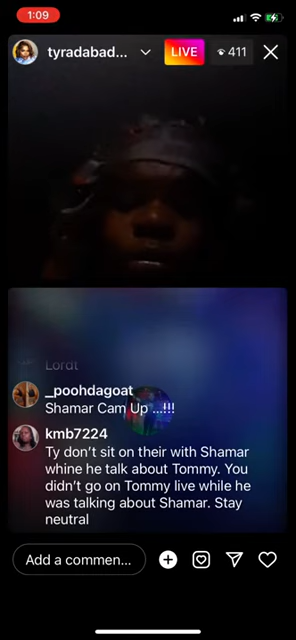 1:09
tyradabad...
LIVE
411
Lordt
_poohdagoat
Shamar Cam Up ...!!!
kmb7224
Ty don't sit on their with Shamar
whine he talk about Tommy. You
didn't go on Tommy live while he
was talking about Shamar. Stay
neutral
Add a commen...